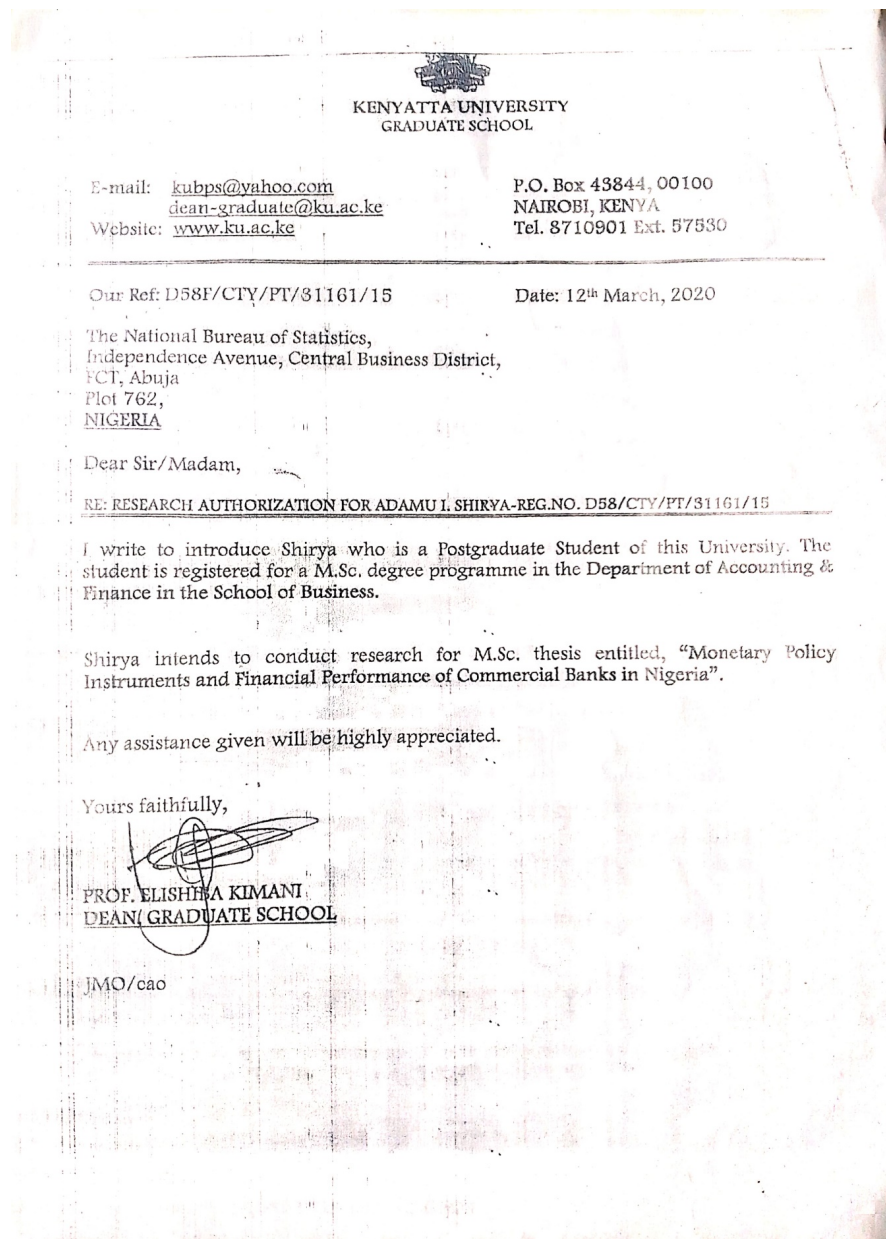 KENYATTA UNIVERSITY
GRADUATE SCHOOL
E-mail: kubps@yahoo.com
dean-graduate@ku.ac.ke
Website: www.ku.ac.ke
P.O. Box 43844, 00100
NAIROBI, KENYA
Tel. 8710901 Ext. 57530
Our Ref: D58F/CTY/PT/31161/15
Date: 12th March, 2020
The National Bureau of Statistics,
Independence Avenue, Central Business District,
FCT, Abuja
Plot 762,
NIGERIA
Dear Sir/Madam,
RE: RESEARCH AUTHORIZATION FOR ADAMU I. SHIRYA-REG.NO. D58/CTY/PT/31161/15
I write to introduce Shirya who is a Postgraduate Student of this University. The
student is registered for a M.Sc. degree programme in the Department of Accounting &
Finance in the School of Business.
Shirya intends to conduct research for M.Sc. thesis entitled, “Monetary Policy
Instruments and Financial Performance of Commercial Banks in Nigeria”.
Any assistance given will be highly appreciated.
Yours faithfully,
PROF. ELISHIBA KIMANI
DEAN, GRADUATE SCHOOL
JMO/cao